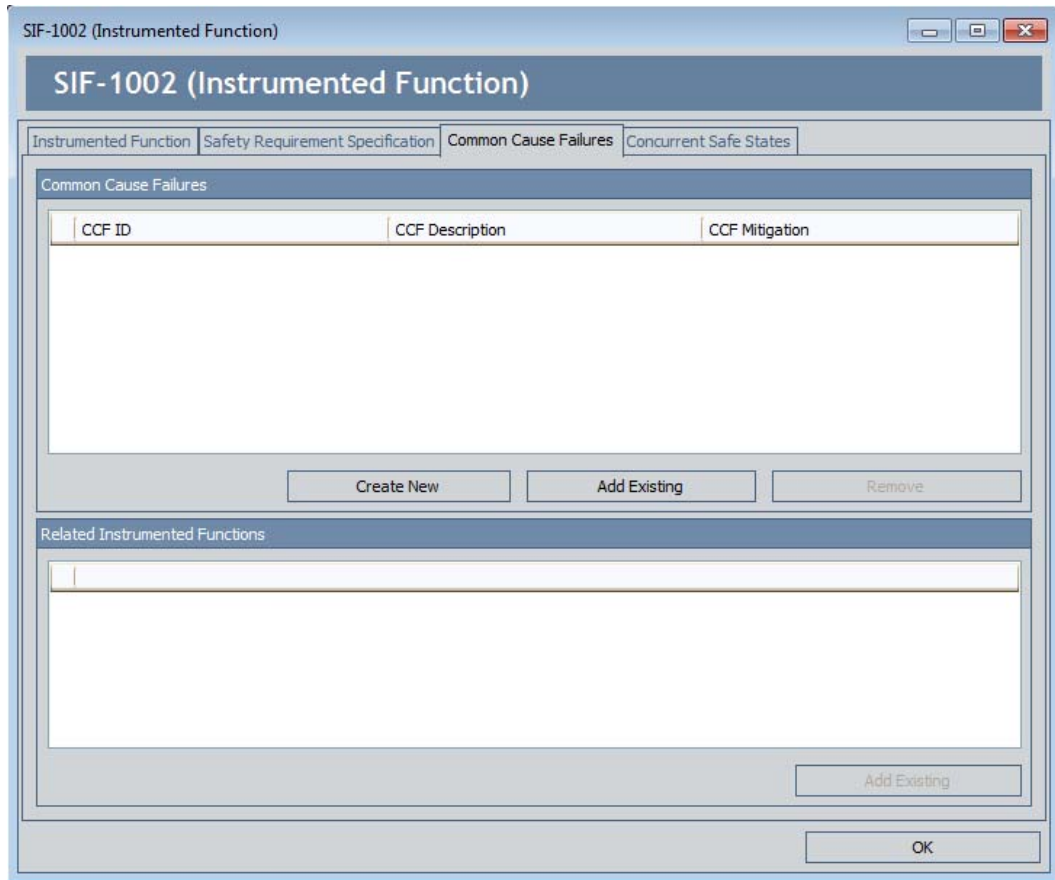 SIF-1002 (Instrumented Function)
SIF-1002 (Instrumented Function)
Instrumented Function Safety Requirement Specification Common Cause Failures Concurrent Safe States
Common Cause Failures
CCF ID CCF Description CCF Mitigation
Create New Add Existing Remove
Related Instrumented Functions
Add Existing
OK